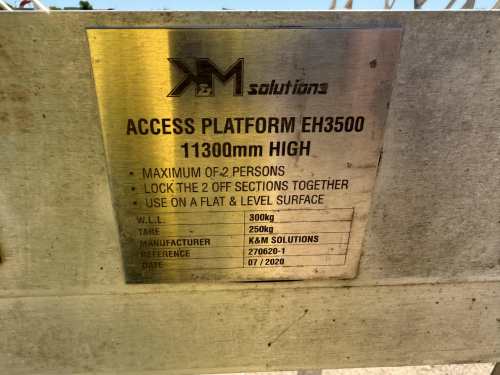 K&M solutions
ACCESS PLATFORM EH3500
11300mm HIGH
• MAXIMUM OF 2 PERSONS
• LOCK THE 2 OFF SECTIONS TOGETHER
• USE ON A FLAT & LEVEL SURFACE
W.L.L. 300kg
TARE 250kg
MANUFACTURER K&M SOLUTIONS
REFERENCE 270620-1
DATE 07 / 2020